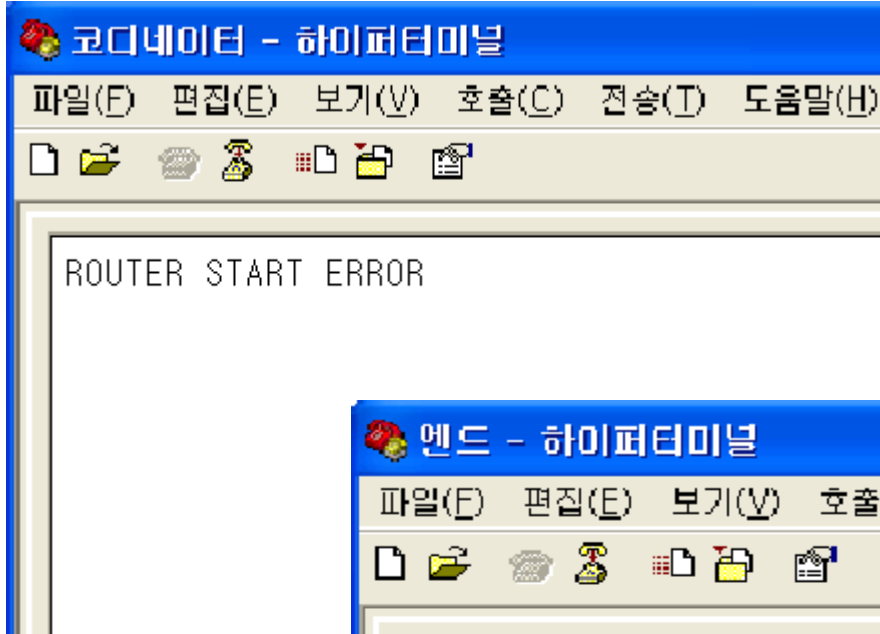 코디네이터 - 하이퍼터미널
파일(F) 편집(E) 보기(V) 호출(C) 전송(T) 도움말(H)
ROUTER START ERROR
엔드 - 하이퍼터미널
파일(F) 편집(E) 보기(V) 호출